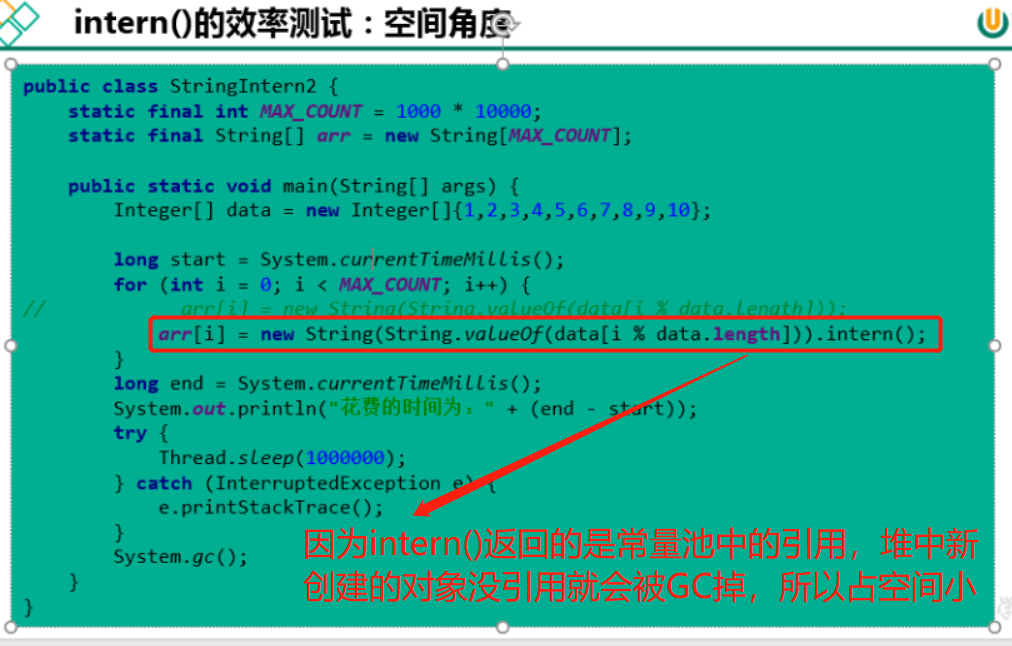 intern()的效率测试：空间角度
public class StringIntern2 {
static final int MAX_COUNT = 1000 * 10000;
static final String[] arr = new String[MAX_COUNT];
public static void main(String[] args) {
Integer[] data = new Integer[]{1,2,3,4,5,6,7,8,9,10};
long start = System.currentTimeMillis();
for (int i = 0; i < MAX_COUNT; i++) {
// arr[i] = new String(String.valueOf(data[i % data.length]));
arr[i] = new String(String.valueOf(data[i % data.length])).intern();
}
long end = System.currentTimeMillis();
System.out.println("花费的时间为：" + (end - start));
try {
Thread.sleep(1000000);
} catch (InterruptedException e) {
e.printStackTrace();
}
System.gc();
}
}
因为intern()返回的是常量池中的引用，堆中新
创建的对象没引用就会被GC掉，所以占空间小